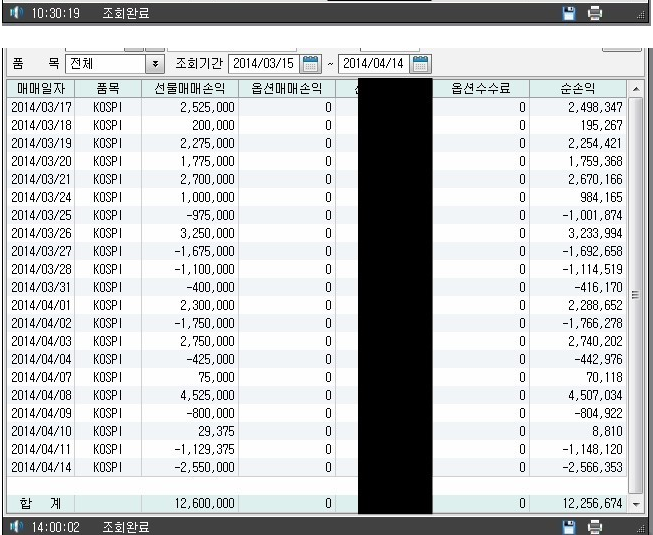 10:30:19 조회완료
품 목 전체 조회기간 2014/03/15 ~ 2014/04/14
매매일자 품목 선물매매손익 옵션매매손익 옵션수수료 순손익
2014/03/17 KOSPI 2,525,000 0 0 2,498,347
2014/03/18 KOSPI 200,000 0 0 195,267
2014/03/19 KOSPI 2,275,000 0 0 2,254,421
2014/03/20 KOSPI 1,775,000 0 0 1,759,368
2014/03/21 KOSPI 2,700,000 0 0 2,670,166
2014/03/24 KOSPI 1,000,000 0 0 984,165
2014/03/25 KOSPI -975,000 0 0 -1,001,874
2014/03/26 KOSPI 3,250,000 0 0 3,233,994
2014/03/27 KOSPI -1,675,000 0 0 -1,692,658
2014/03/28 KOSPI -1,100,000 0 0 -1,114,519
2014/03/31 KOSPI -400,000 0 0 -416,170
2014/04/01 KOSPI 2,300,000 0 0 2,288,652
2014/04/02 KOSPI -1,750,000 0 0 -1,766,278
2014/04/03 KOSPI 2,750,000 0 0 2,740,202
2014/04/04 KOSPI -425,000 0 0 -442,976
2014/04/07 KOSPI 75,000 0 0 70,118
2014/04/08 KOSPI 4,525,000 0 0 4,507,034
2014/04/09 KOSPI -800,000 0 0 -804,922
2014/04/10 KOSPI 29,375 0 0 8,810
2014/04/11 KOSPI -1,129,375 0 0 -1,148,120
2014/04/14 KOSPI -2,550,000 0 0 -2,566,353
합 계 12,600,000 0 0 12,256,674
14:00:02 조회완료